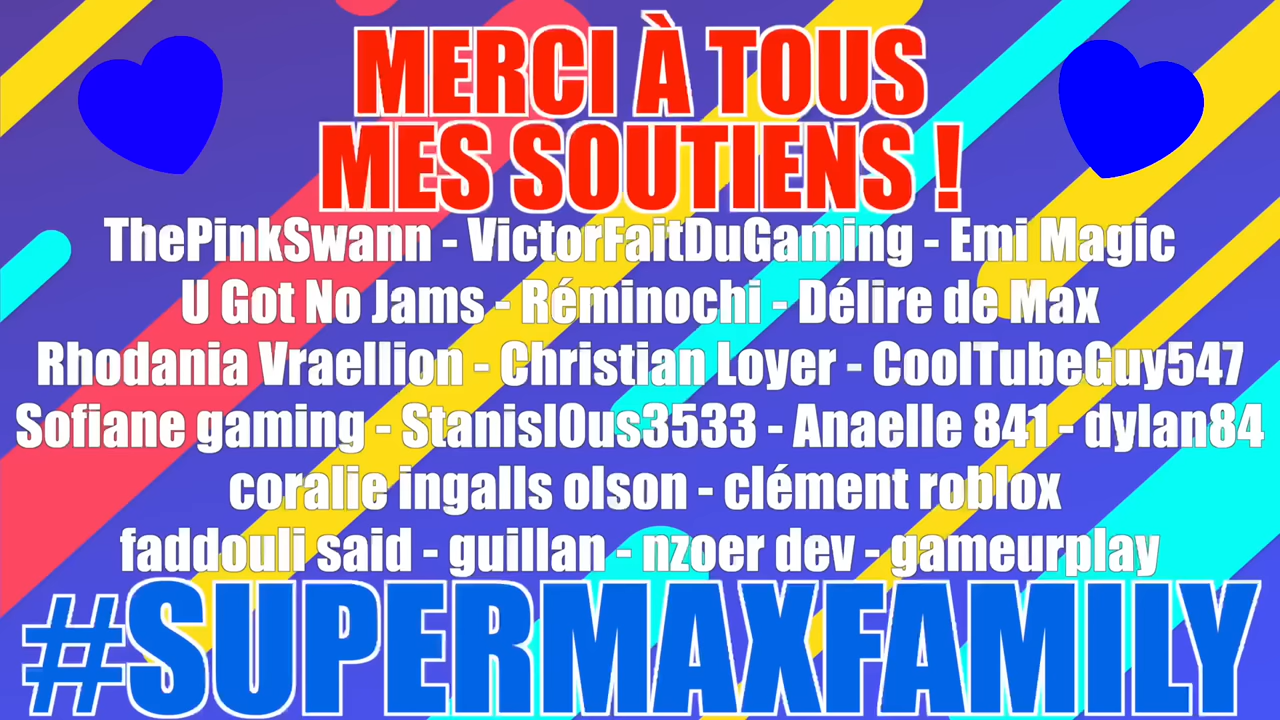 MERCI À TOUS
MES SOUTIENS !
ThePinkSwann - VictorFaitDuGaming - Emi Magic
U Got No Jams - Réminochi - Délire de Max
Rhodania Vraellion - Christian Loyer - CoolTubeGuy547
Sofiane gaming - Stanisl0us3533 - Anaelle 841 - dylan84
coralie ingalls olson - clément roblox
faddouli said - guillan - nzoer dev - gameurplay
#SUPERMAXFAMILY